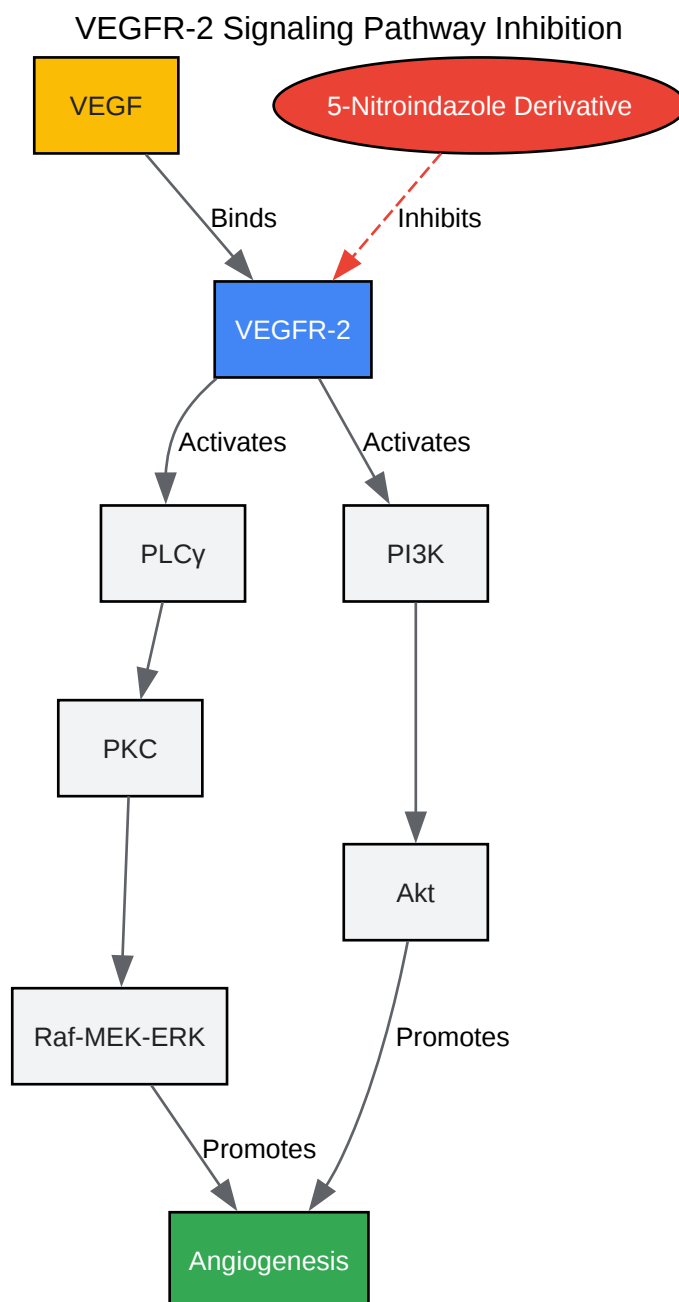 VEGFR-2 Signaling Pathway Inhibition
VEGF
5-Nitroindazole Derivative
Binds
Inhibits
VEGFR-2
Activates
Activates
PLCγ
PI3K
PKC
Akt
Raf-MEK-ERK
Promotes
Promotes
Angiogenesis